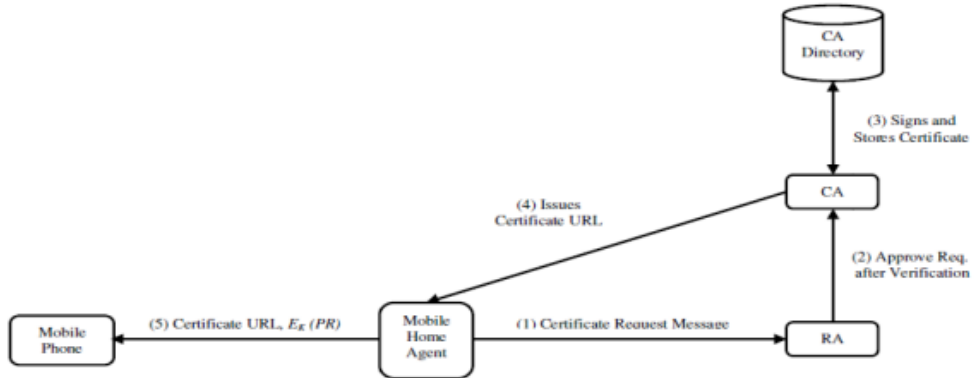 CA
Directory
(3) Signs and
Stores Certificate
CA
(4) Issues
Certificate URL
(2) Approve Req.
after Verification
Mobile
Phone
(5) Certificate URL, E_K (PR)
Mobile
Home
Agent
(1) Certificate Request Message
RA